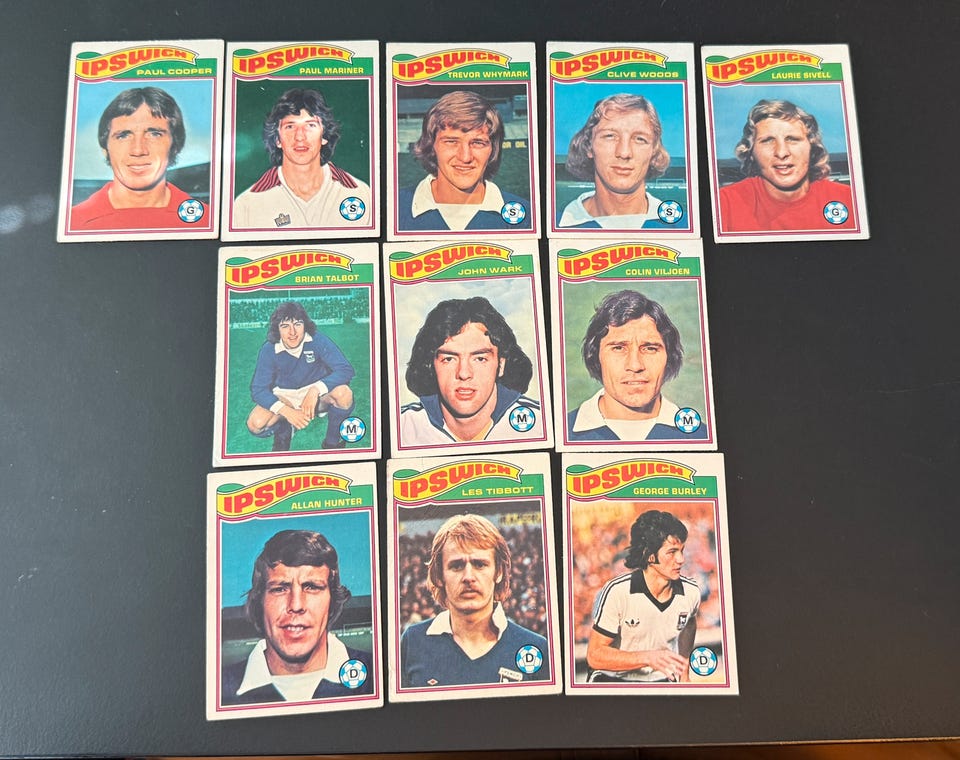 IPSWICH
PAUL COOPER
G
IPSWICH
PAUL MARINER
S
IPSWICH
TREVOR WHYMARK
OIL
S
IPSWICH
CLIVE WOODS
S
IPSWICH
LAURIE SIVELL
G
IPSWICH
BRIAN TALBOT
M
IPSWICH
JOHN WARK
M
IPSWICH
COLIN VILJOEN
M
IPSWICH
ALLAN HUNTER
D
IPSWICH
LES TIBBOTT
D
IPSWICH
GEORGE BURLEY
D